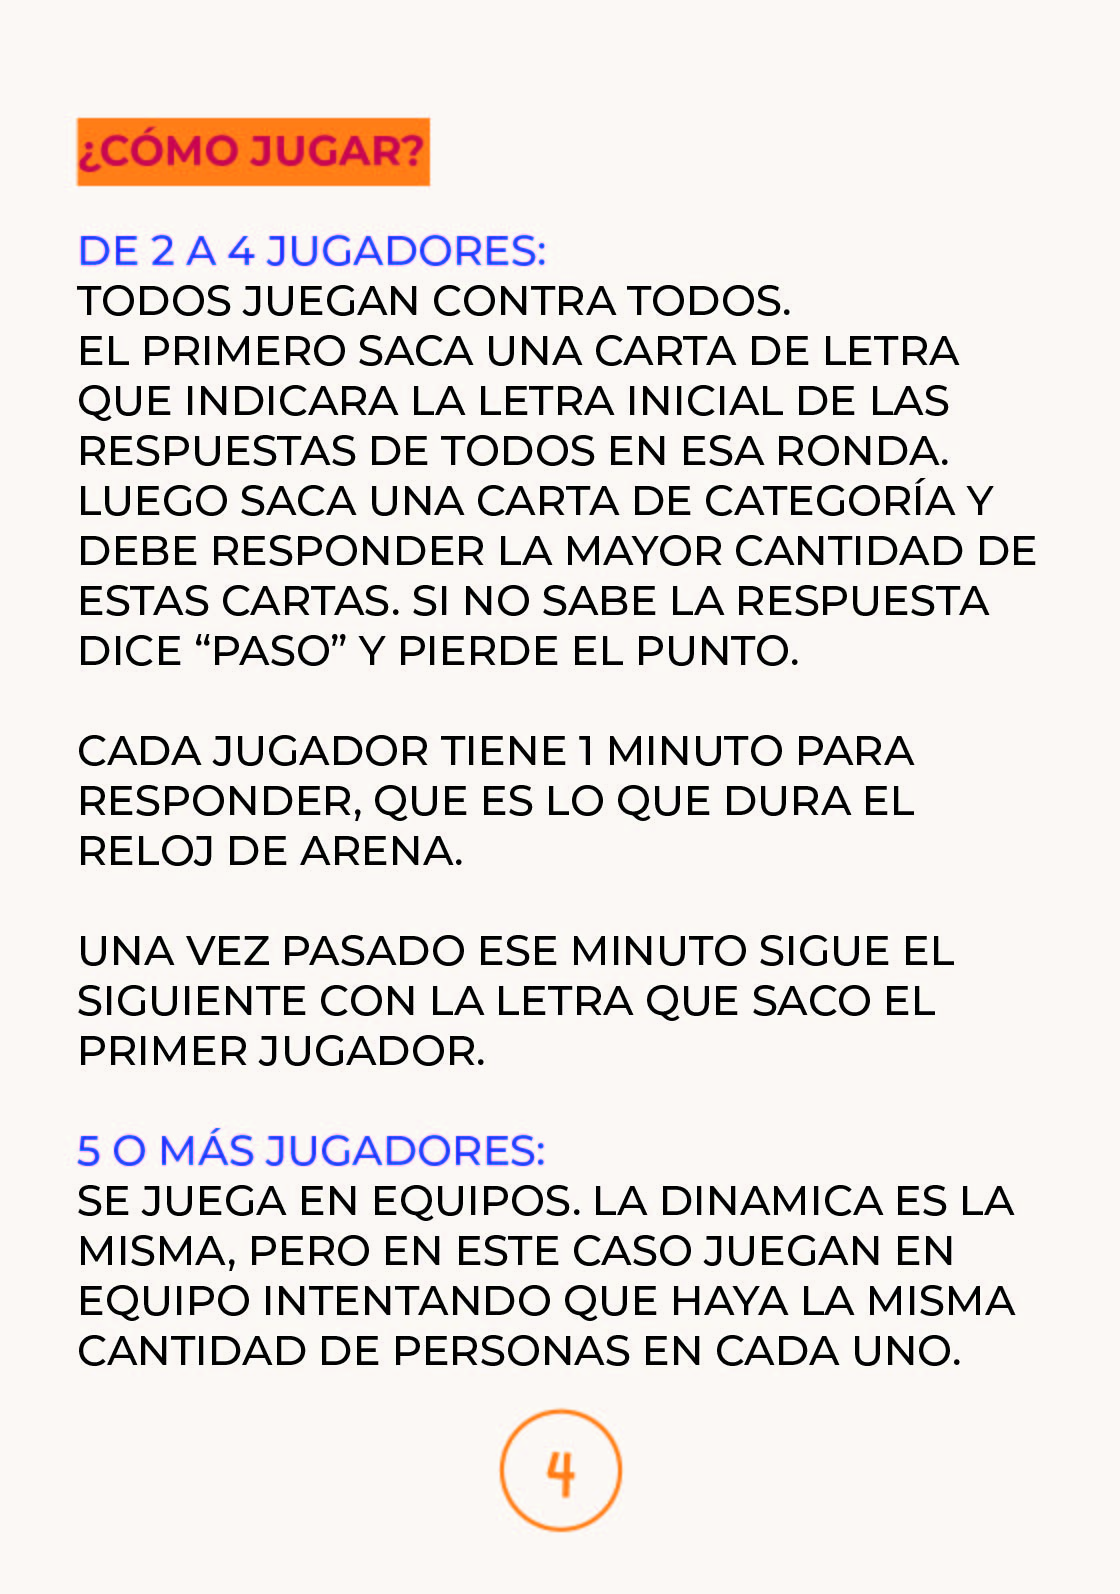 ¿CÓMO JUGAR?
DE 2 A 4 JUGADORES:
TODOS JUEGAN CONTRA TODOS.
EL PRIMERO SACA UNA CARTA DE LETRA
QUE INDICARA LA LETRA INICIAL DE LAS
RESPUESTAS DE TODOS EN ESA RONDA.
LUEGO SACA UNA CARTA DE CATEGORÍA Y
DEBE RESPONDER LA MAYOR CANTIDAD DE
ESTAS CARTAS. SI NO SABE LA RESPUESTA
DICE “PASO” Y PIERDE EL PUNTO.
CADA JUGADOR TIENE 1 MINUTO PARA
RESPONDER, QUE ES LO QUE DURA EL
RELOJ DE ARENA.
UNA VEZ PASADO ESE MINUTO SIGUE EL
SIGUIENTE CON LA LETRA QUE SACO EL
PRIMER JUGADOR.
5 O MÁS JUGADORES:
SE JUEGA EN EQUIPOS. LA DINAMICA ES LA
MISMA, PERO EN ESTE CASO JUEGAN EN
EQUIPO INTENTANDO QUE HAYA LA MISMA
CANTIDAD DE PERSONAS EN CADA UNO.
4